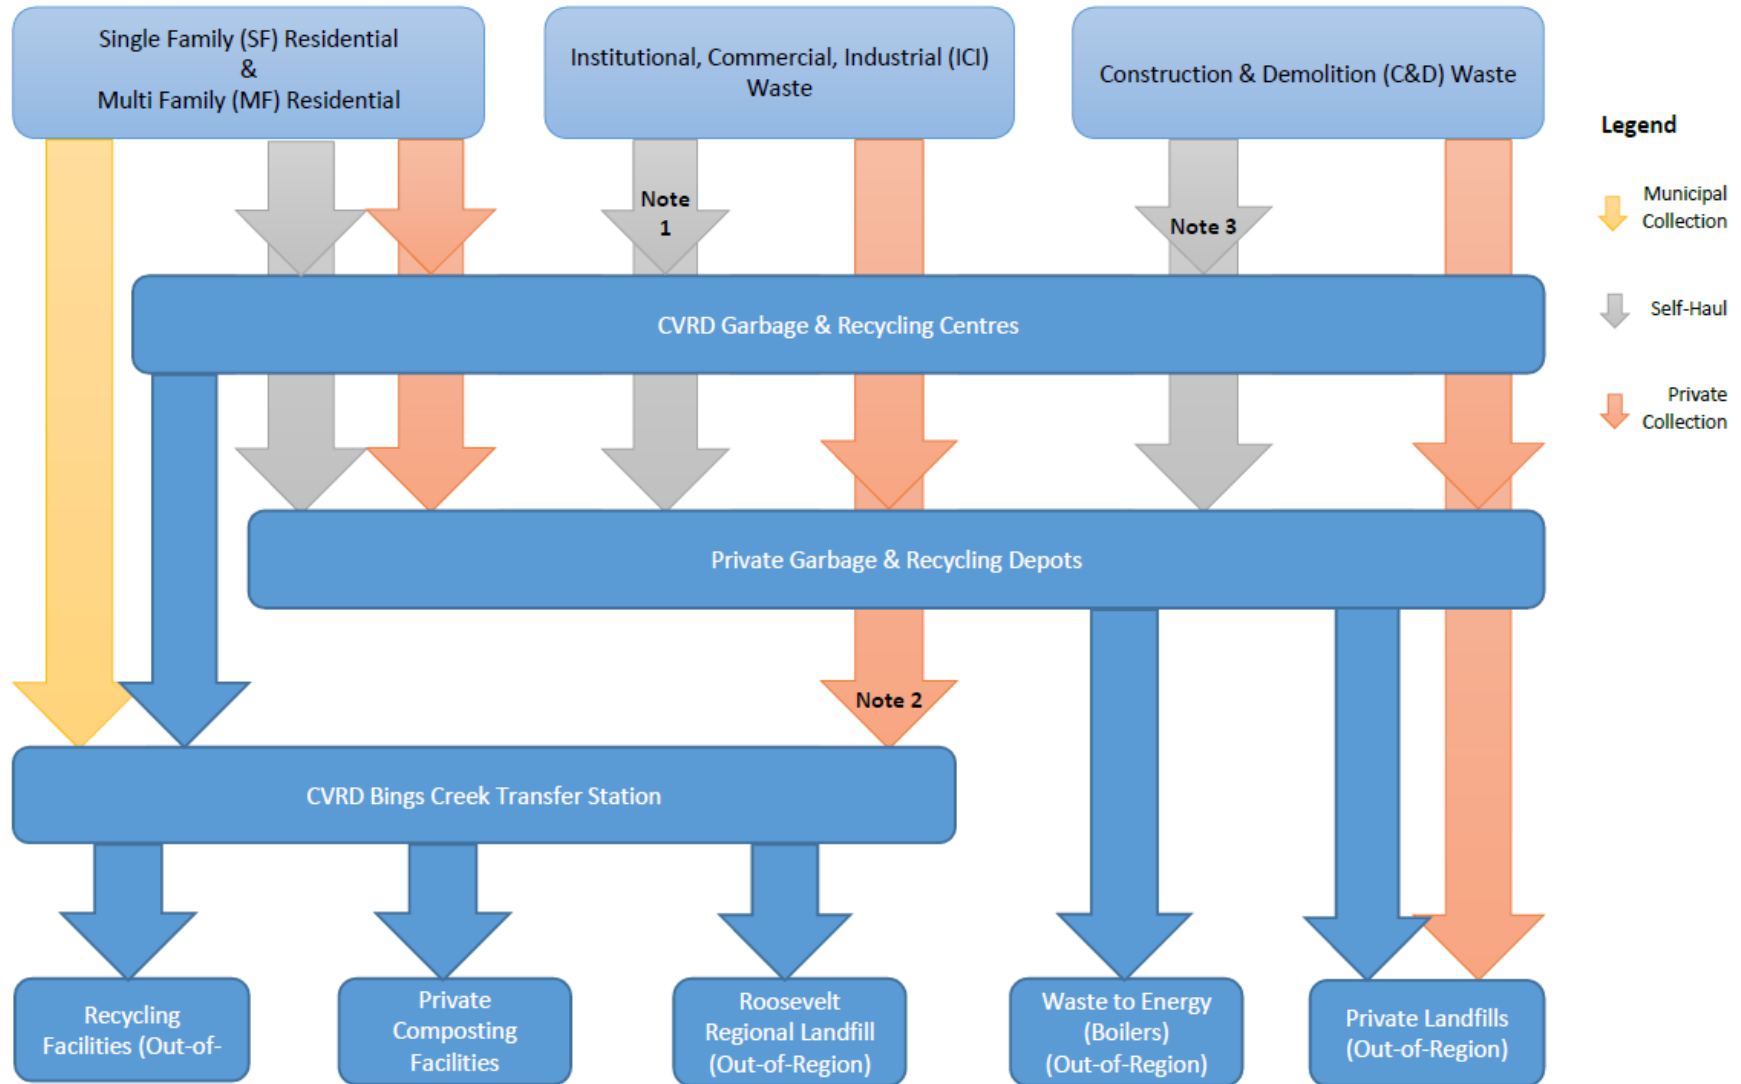 Single Family (SF) Residential
&
Multi Family (MF) Residential
Institutional, Commercial, Industrial (ICI)
Waste
Construction & Demolition (C&D) Waste
Legend
Municipal
Collection
Self-Haul
Private
Collection
Note
1
Note 3
CVRD Garbage & Recycling Centres
Private Garbage & Recycling Depots
Note 2
CVRD Bings Creek Transfer Station
Recycling
Facilities (Out-of-
Private
Composting
Facilities
Roosevelt
Regional Landfill
(Out-of-Region)
Waste to Energy
(Boilers)
(Out-of-Region)
Private Landfills
(Out-of-Region)